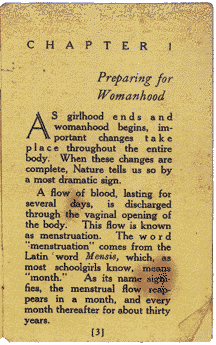 CHAPTER 1
Preparing for
Womanhood
AS girlhood ends and
womanhood begins, im-
portant changes take
place throughout the entire
body. When these changes are
complete, Nature tells us so by
a most dramatic sign.
A flow of blood, lasting for
several days, is discharged
through the vaginal opening of
the body. This flow is known
as menstruation. The word
"menstruation" comes from the
Latin word Mensis, which, as
most schoolgirls know, means
"month." As its name signi-
fies, the menstrual flow reap-
pears in a month, and every
month thereafter for about thirty
years.
[3]